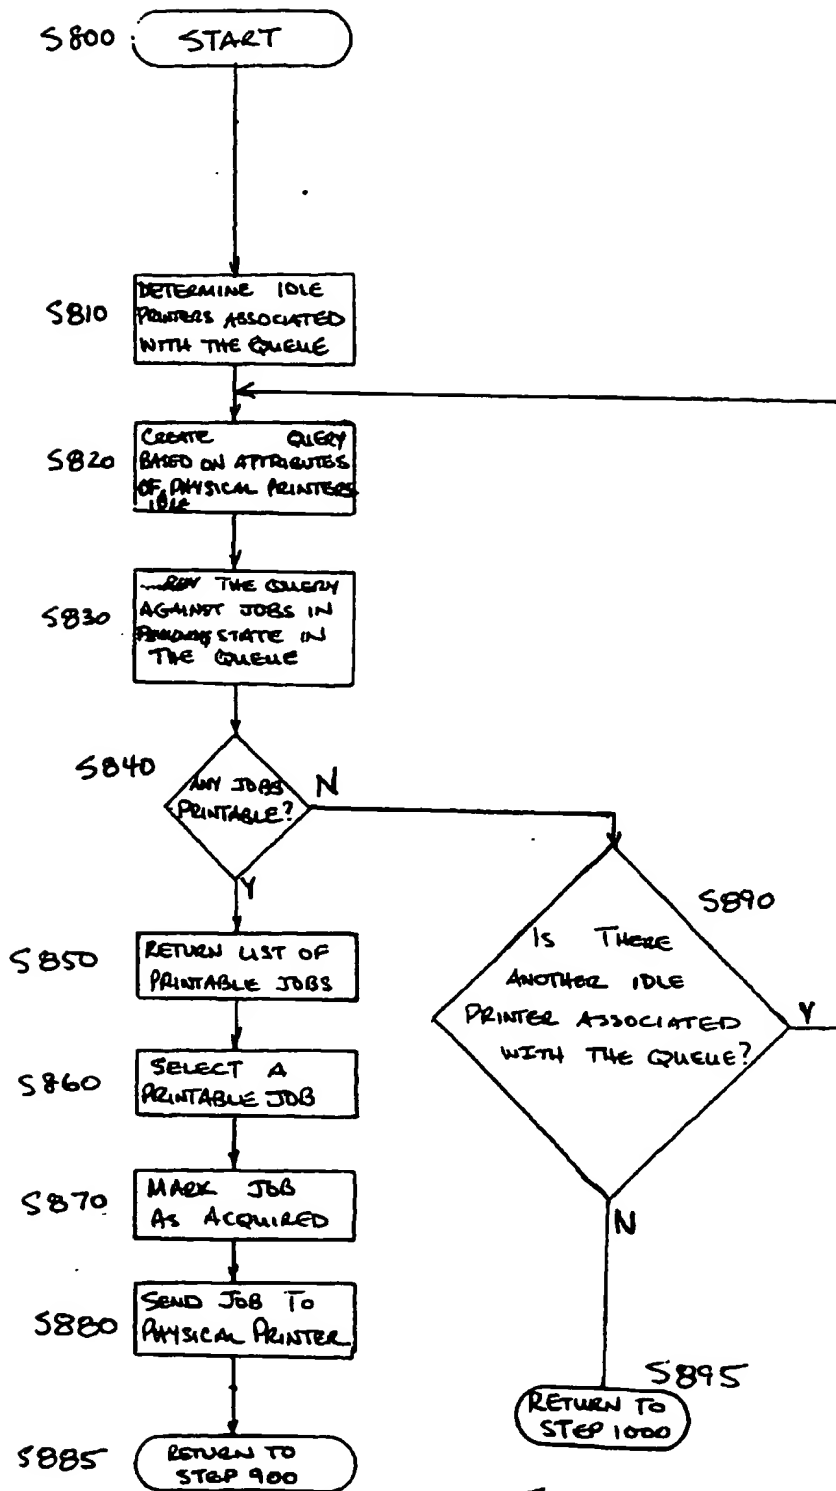 S800
START
S810
DETERMINE IDLE
PRINTERS ASSOCIATED
WITH THE QUEUE
S820
CREATE QUERY
BASED ON ATTRIBUTES
OF PHYSICAL PRINTERS
IDLE
S830
RUN THE QUERY
AGAINST JOBS IN
PENDING STATE IN
THE QUEUE
S840
ANY JOBS
PRINTABLE?
N
Y
S890
IS THERE
ANOTHER IDLE
PRINTER ASSOCIATED
WITH THE QUEUE?
Y
N
S850
RETURN LIST OF
PRINTABLE JOBS
S860
SELECT A
PRINTABLE JOB
S870
MARK JOB
AS ACQUIRED
S880
SEND JOB TO
PHYSICAL PRINTER
S895
RETURN TO
STEP 1000
S885
RETURN TO
STEP 900